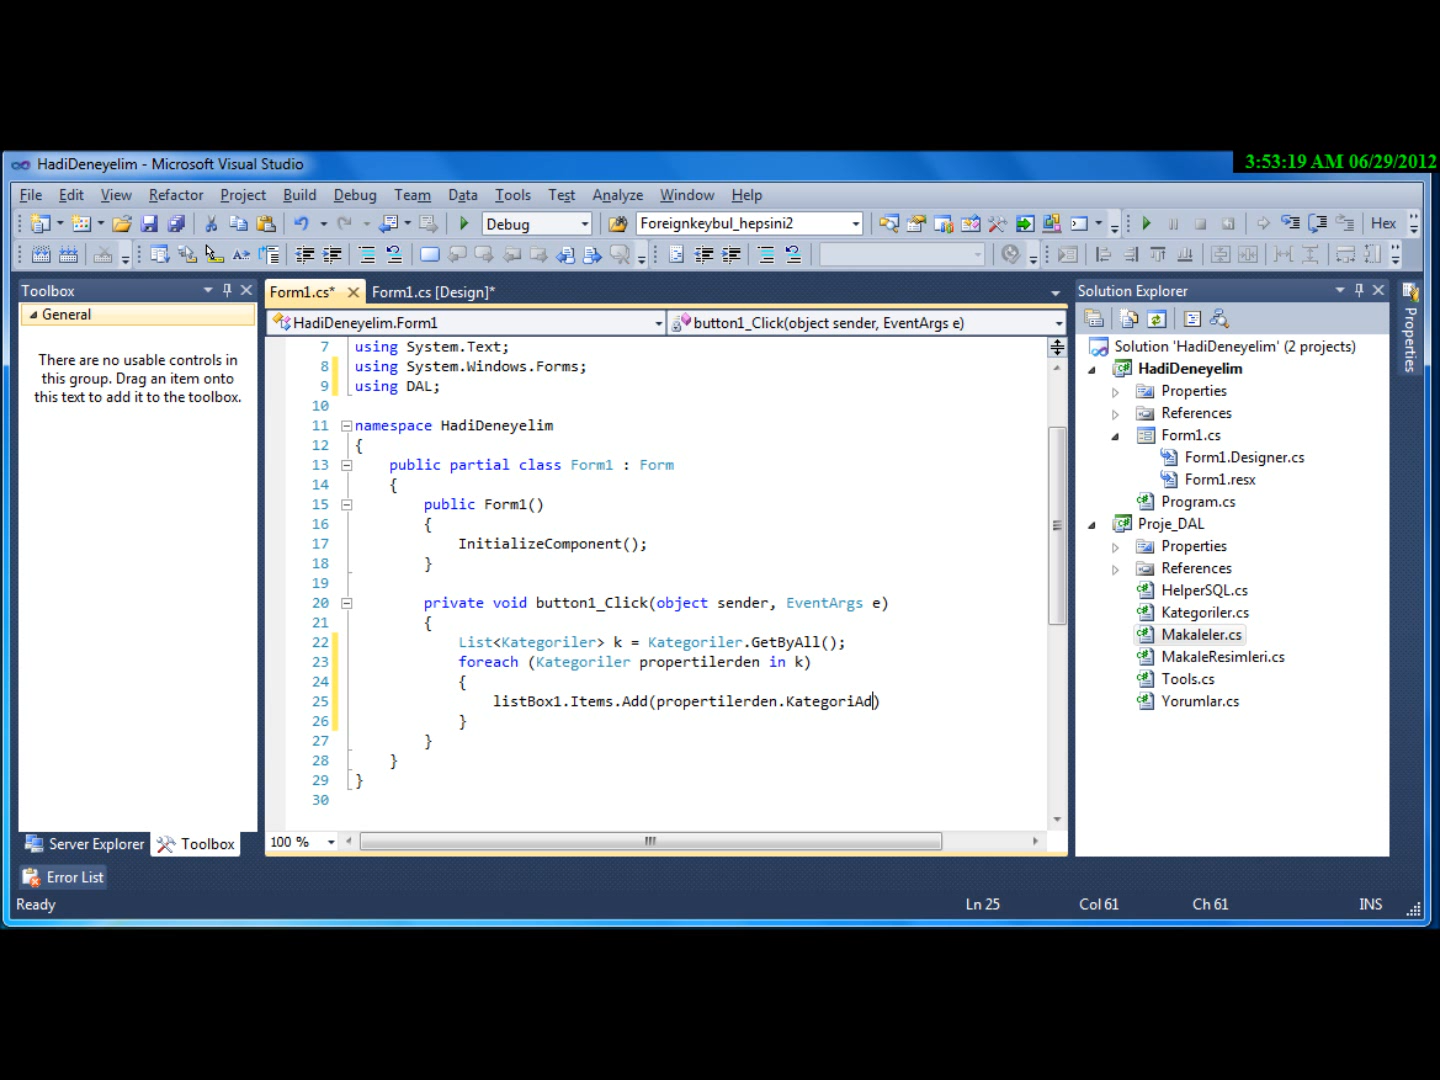 HadiDeneyelim - Microsoft Visual Studio
3:53:19 AM 06/29/2012
File Edit View Refactor Project Build Debug Team Data Tools Test Analyze Window Help
Debug Foreignkeybul_hepsini2 Hex
Toolbox
General
There are no usable controls in
this group. Drag an item onto
this text to add it to the toolbox.
Server Explorer Toolbox
Form1.cs* Form1.cs [Design]*
HadiDeneyelim.Form1 button1_Click(object sender, EventArgs e)
7 using System.Text;
8 using System.Windows.Forms;
9 using DAL;
10
11 namespace HadiDeneyelim
12 {
13 public partial class Form1 : Form
14 {
15 public Form1()
16 {
17 InitializeComponent();
18 }
19
20 private void button1_Click(object sender, EventArgs e)
21 {
22 List<Kategoriler> k = Kategoriler.GetByAll();
23 foreach (Kategoriler propertilerden in k)
24 {
25 listBox1.Items.Add(propertilerden.KategoriAd)
26 }
27 }
28 }
29 }
30
100 %
Solution Explorer
Solution 'HadiDeneyelim' (2 projects)
HadiDeneyelim
Properties
References
Form1.cs
Form1.Designer.cs
Form1.resx
Program.cs
Proje_DAL
Properties
References
HelperSQL.cs
Kategoriler.cs
Makaleler.cs
MakaleResimleri.cs
Tools.cs
Yorumlar.cs
Properties
Error List
Ready Ln 25 Col 61 Ch 61 INS